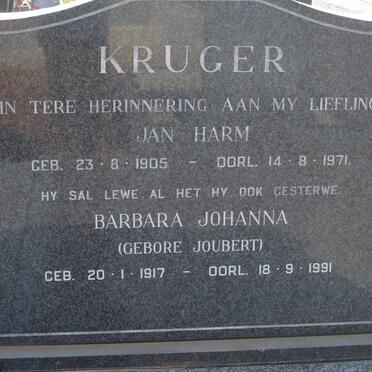 KRUGER
IN TERE HERINNERING AAN MY LIEFLING
JAN HARM
GEB. 23-8-1905 - OORL. 14-8-1971.
HY SAL LEWE AL HET HY OOK GESTERWE.
BARBARA JOHANNA
(GEBORE JOUBERT)
GEB. 20-1-1917 - OORL. 18-9-1991